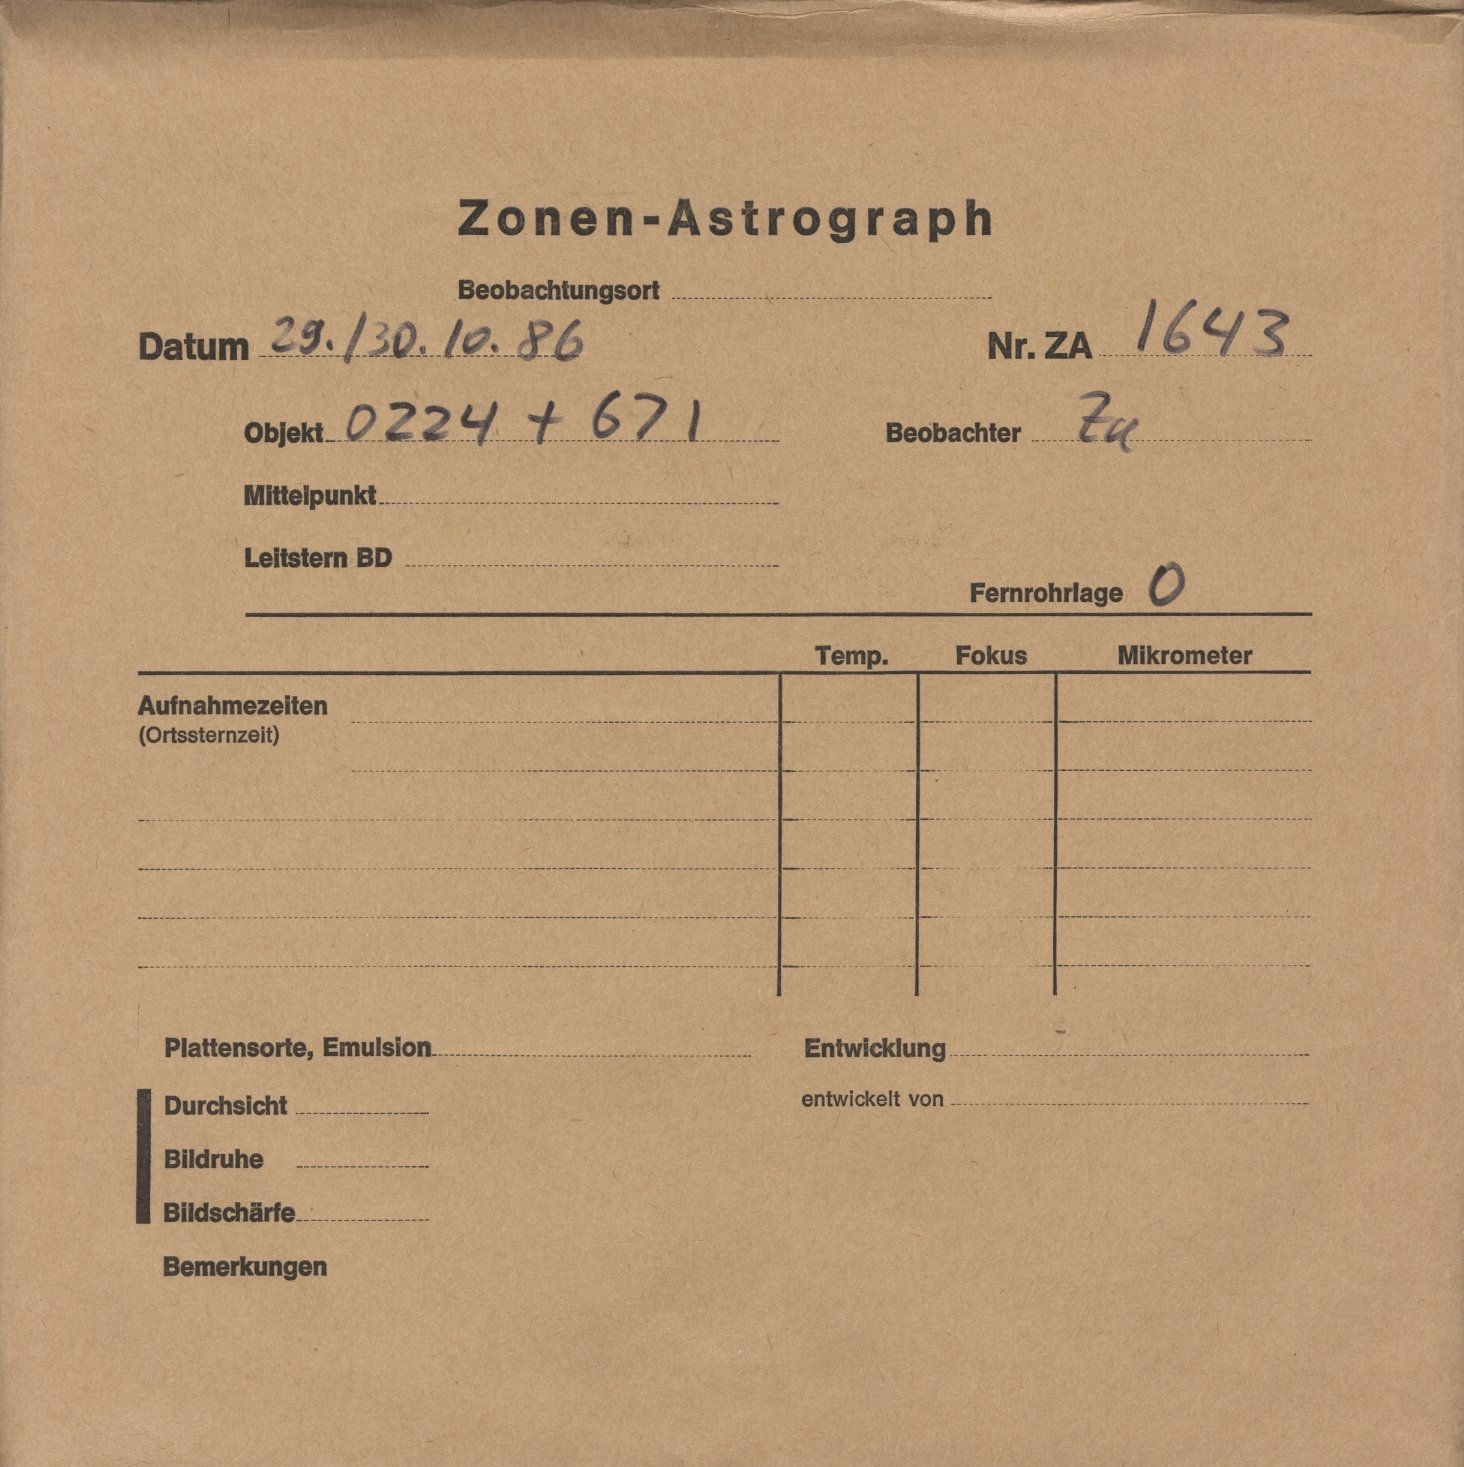 Zonen-Astrograph
Beobachtungsort
Datum 29./30.10.86 Nr. ZA 1643
Objekt 0224 + 671 Beobachter Zu
Mittelpunkt
Leitstern BD
Fernrohrlage O
Temp. Fokus Mikrometer
Aufnahmezeiten
(Ortssternzeit)
Plattensorte, Emulsion Entwicklung
Durchsicht entwickelt von
Bildruhe
Bildschärfe
Bemerkungen